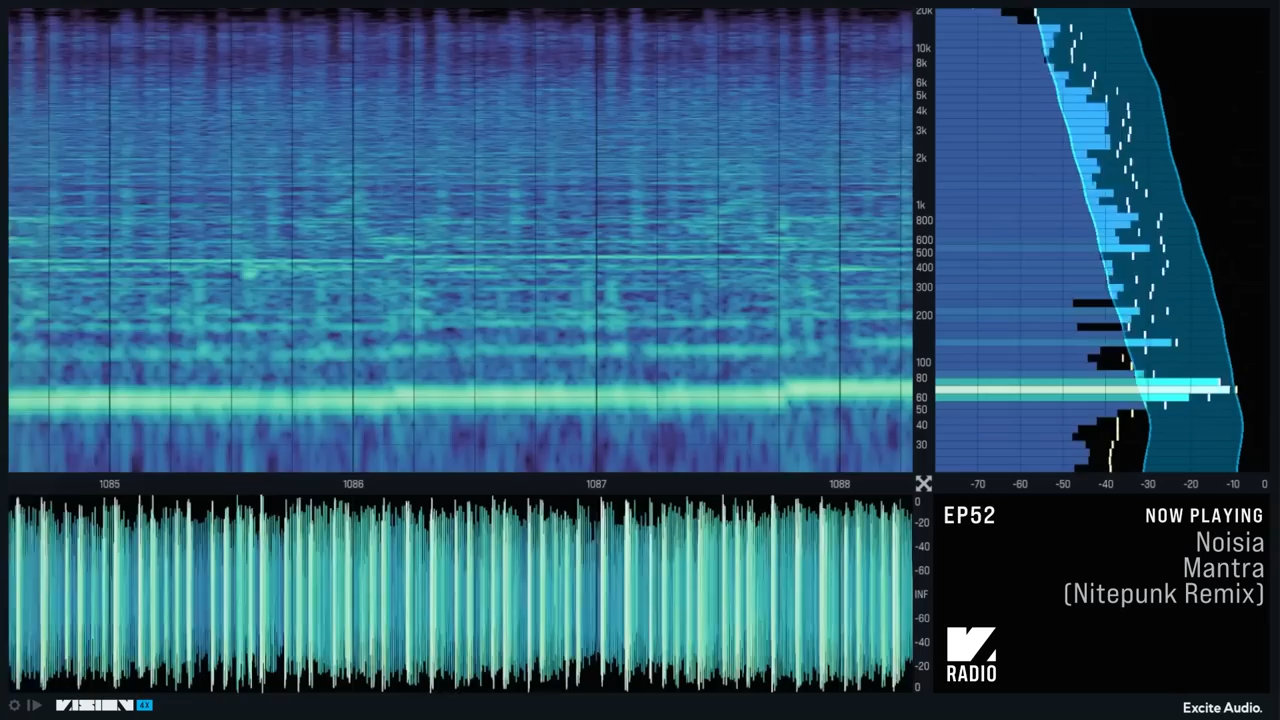 20k
10k
8k
6k
5k
4k
3k
2k
1k
800
600
500
400
300
200
100
80
60
50
40
30
1085 1086 1087 1088
-70 -60 -50 -40 -30 -20 -10 0
0
-20
-40
-60
INF
-60
-40
-20
0
EP52
NOW PLAYING
Noisia
Mantra
(Nitepunk Remix)
RADIO
VISION 4X
Excite Audio.